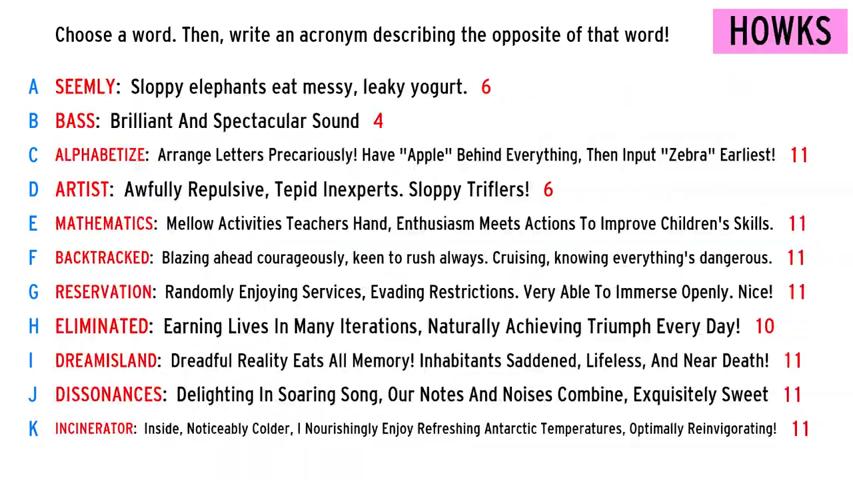 Choose a word. Then, write an acronym describing the opposite of that word!
HOWKS
A SEEMLY: Sloppy elephants eat messy, leaky yogurt. 6
B BASS: Brilliant And Spectacular Sound 4
C ALPHABETIZE: Arrange Letters Precariously! Have "Apple" Behind Everything, Then Input "Zebra" Earliest! 11
D ARTIST: Awfully Repulsive, Tepid Inexperts. Sloppy Triflers! 6
E MATHEMATICS: Mellow Activities Teachers Hand, Enthusiasm Meets Actions To Improve Children's Skills. 11
F BACKTRACKED: Blazing ahead courageously, keen to rush always. Cruising, knowing everything's dangerous. 11
G RESERVATION: Randomly Enjoying Services, Evading Restrictions. Very Able To Immerse Openly. Nice! 11
H ELIMINATED: Earning Lives In Many Iterations, Naturally Achieving Triumph Every Day! 10
I DREAMISLAND: Dreadful Reality Eats All Memory! Inhabitants Saddened, Lifeless, And Near Death! 11
J DISSONANCES: Delighting In Soaring Song, Our Notes And Noises Combine, Exquisitely Sweet 11
K INCINERATOR: Inside, Noticeably Colder, I Nourishingly Enjoy Refreshing Antarctic Temperatures, Optimally Reinvigorating! 11